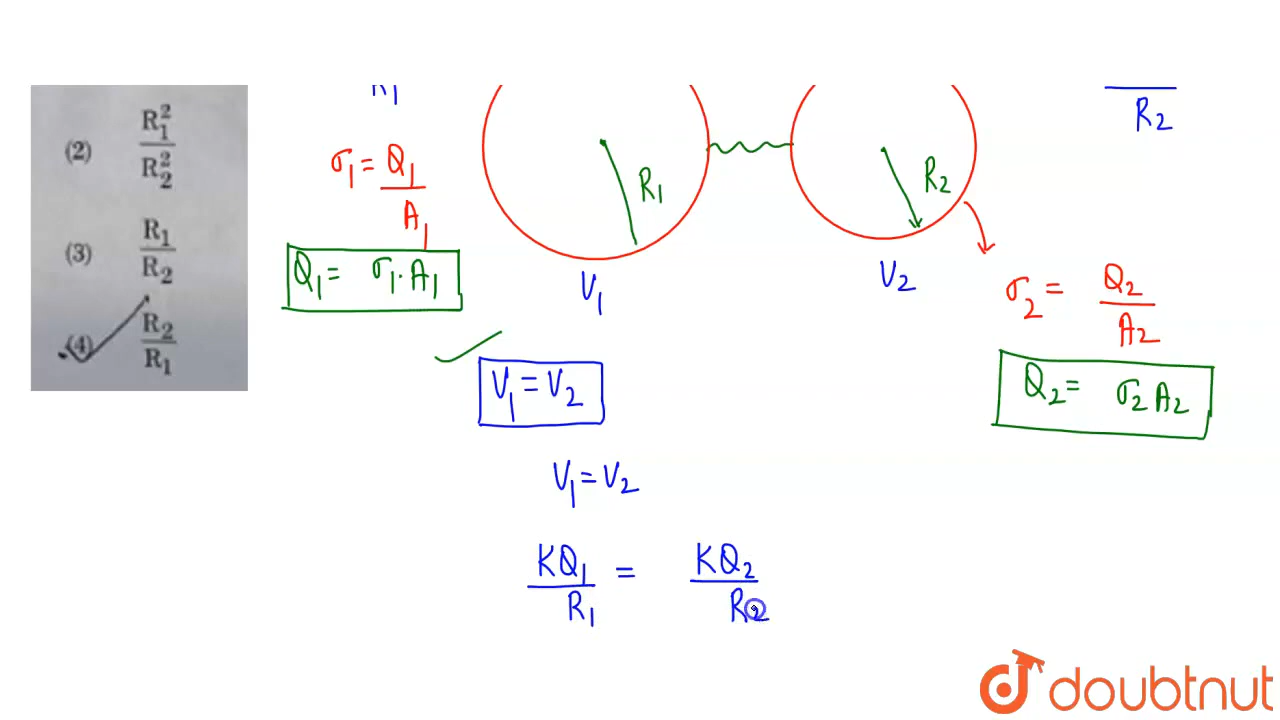 R₁
R₂
(2) R₁²/R₂²
σ₁ = Q₁/A₁
R₁
R₂
(3) R₁/R₂
Q₁ = σ₁·A₁
V₁
V₂
σ₂ = Q₂/A₂
(4) R₂/R₁
V₁ = V₂
Q₂ = σ₂ A₂
V₁ = V₂
KQ₁/R₁ = KQ₂/R₂
doubtnut